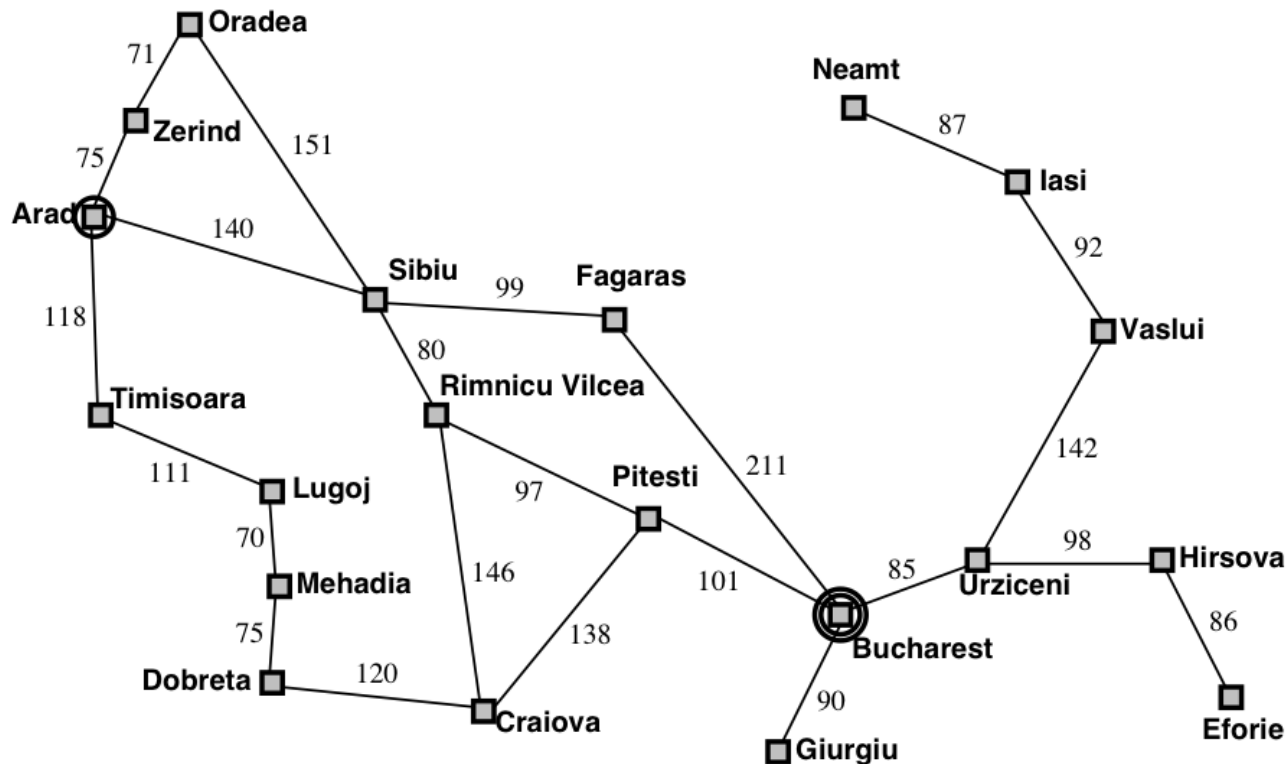 Oradea
71
Neamt
87
Zerind
151
75
Iasi
Arad
140
92
Sibiu
Fagaras
99
118
Vaslui
80
Timisoara
Rimnicu Vilcea
142
211
111
Lugoj
97
Pitesti
70
98
Hirsova
Mehadia
146
101
85
Urziceni
75
138
86
Bucharest
Dobreta
120
90
Craiova
Eforie
Giurgiu